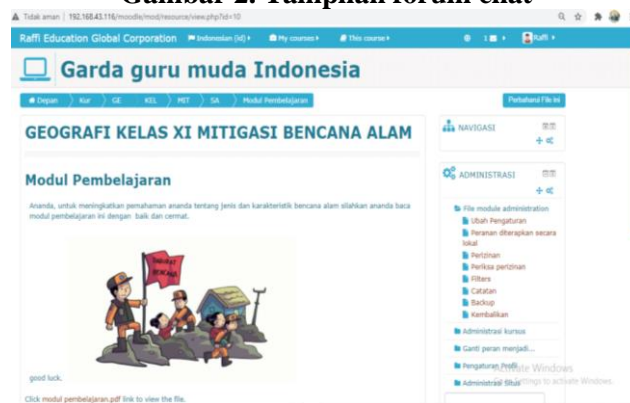 Gambar 2. Tampilan forum chat
Tidak aman | 192.168.43.116/moodle/mod/resource/view.php?id=10
Raffi Education Global Corporation Indonesian (id) My courses This course 1 Raffi
Garda guru muda Indonesia
Depan Kur GE KEL MIT SA Modul Pembelajaran Perbaharui File ini
GEOGRAFI KELAS XI MITIGASI BENCANA ALAM
Modul Pembelajaran
Ananda, untuk meningkatkan pemahaman ananda tentang jenis dan karakteristik bencana alam silahkan ananda baca
modul pembelajaran ini dengan baik dan cermat.
DARURAT
BENCANA
good luck.
Click modul pembelajaran.pdf link to view the file.
NAVIGASI
ADMINISTRASI
File module administration
Ubah Pengaturan
Peranan diterapkan secara
lokal
Perizinan
Periksa perizinan
Filters
Catatan
Backup
Kembalikan
Administrasi kursus
Ganti peran menjadi...
Pengaturan Profil
Administrasi Situs